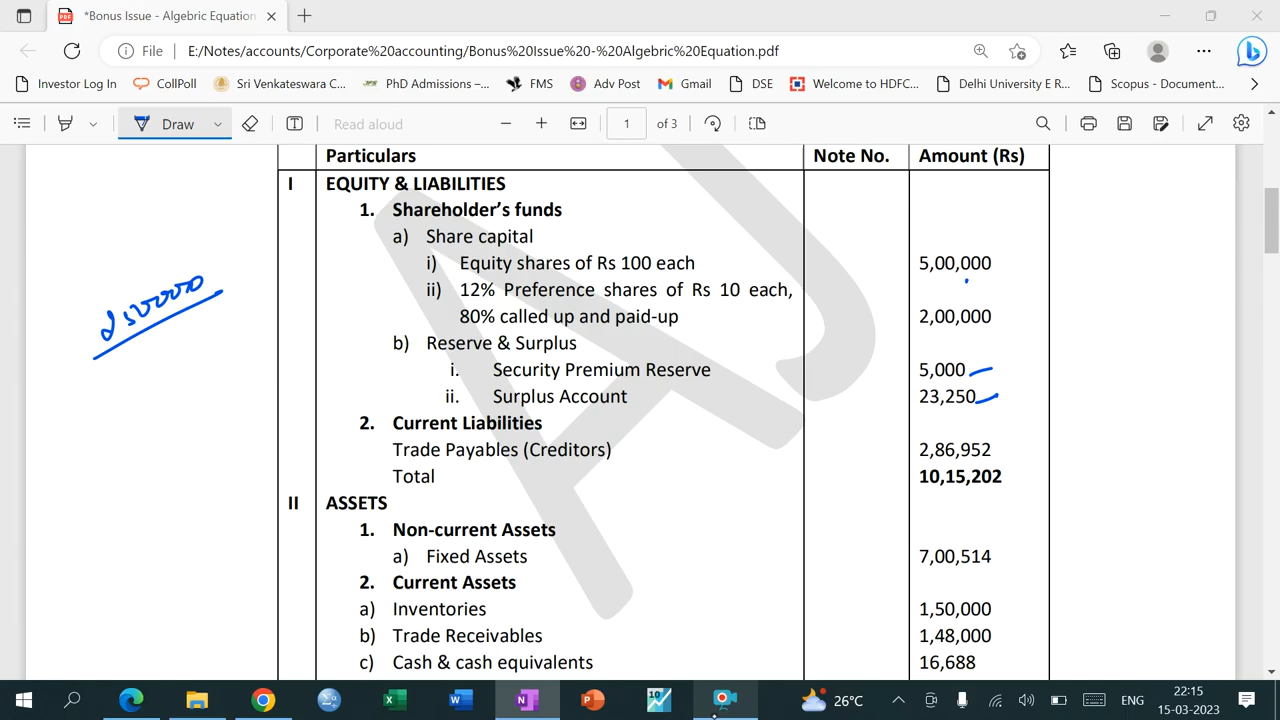 *Bonus Issue - Algebric Equation
File E:/Notes/accounts/Corporate%20accounting/Bonus%20Issue%20-%20Algebric%20Equation.pdf
Investor Log In CollPoll Sri Venkateswara C... PhD Admissions –... FMS Adv Post Gmail DSE Welcome to HDFC... Delhi University E R... Scopus - Document...
Draw Read aloud 1 of 3
Particulars Note No. Amount (Rs)
I EQUITY & LIABILITIES
1. Shareholder's funds
a) Share capital
i) Equity shares of Rs 100 each 5,00,000
ii) 12% Preference shares of Rs 10 each,
80% called up and paid-up 2,00,000
b) Reserve & Surplus
i. Security Premium Reserve 5,000
ii. Surplus Account 23,250
2. Current Liabilities
Trade Payables (Creditors) 2,86,952
Total 10,15,202
II ASSETS
1. Non-current Assets
a) Fixed Assets 7,00,514
2. Current Assets
a) Inventories 1,50,000
b) Trade Receivables 1,48,000
c) Cash & cash equivalents 16,688
26°C ENG 22:15
15-03-2023